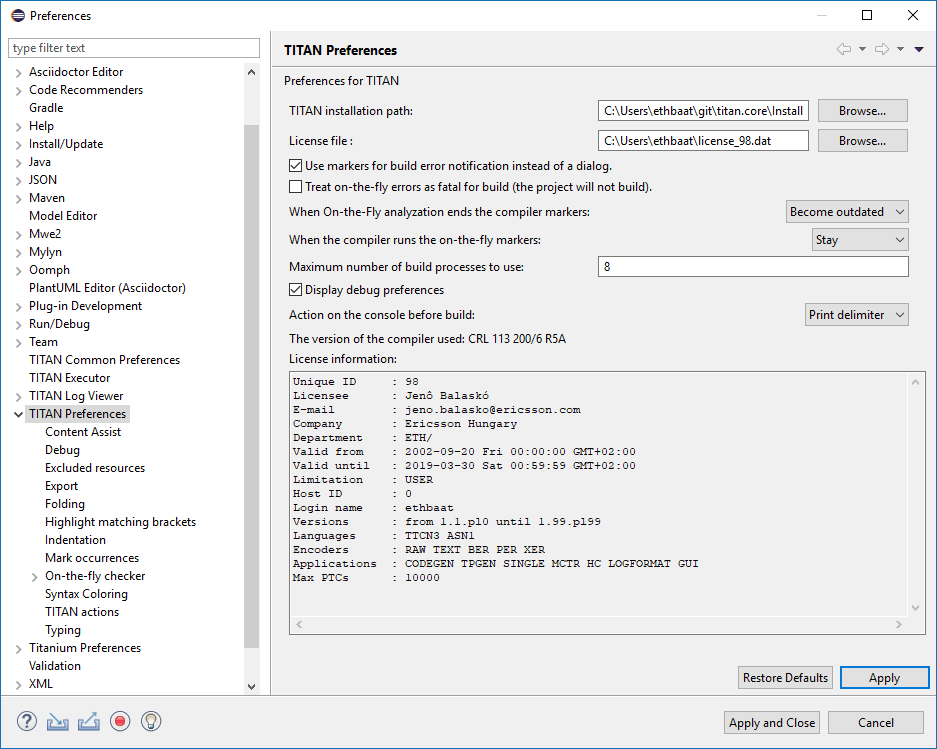 Preferences
type filter text
Asciidoctor Editor
Code Recommenders
Gradle
Help
Install/Update
Java
JSON
Maven
Model Editor
Mwe2
Mylyn
Oomph
PlantUML Editor (Asciidoctor)
Plug-in Development
Run/Debug
Team
TITAN Common Preferences
TITAN Executor
TITAN Log Viewer
TITAN Preferences
Content Assist
Debug
Excluded resources
Export
Folding
Highlight matching brackets
Indentation
Mark occurrences
On-the-fly checker
Syntax Coloring
TITAN actions
Typing
Titanium Preferences
Validation
XML
TITAN Preferences
Preferences for TITAN
TITAN installation path: C:\Users\ethbaat\git\titan.core\Install Browse...
License file : C:\Users\ethbaat\license_98.dat Browse...
Use markers for build error notification instead of a dialog.
Treat on-the-fly errors as fatal for build (the project will not build).
When On-the-Fly analyzation ends the compiler markers: Become outdated
When the compiler runs the on-the-fly markers: Stay
Maximum number of build processes to use: 8
Display debug preferences
Action on the console before build: Print delimiter
The version of the compiler used: CRL 113 200/6 R5A
License information:
Unique ID : 98
Licensee : Jenô Balaskó
E-mail : jeno.balasko@ericsson.com
Company : Ericsson Hungary
Department : ETH/
Valid from : 2002-09-20 Fri 00:00:00 GMT+02:00
Valid until : 2019-03-30 Sat 00:59:59 GMT+02:00
Limitation : USER
Host ID : 0
Login name : ethbaat
Versions : from 1.1.pl0 until 1.99.pl99
Languages : TTCN3 ASN1
Encoders : RAW TEXT BER PER XER
Applications : CODEGEN TPGEN SINGLE MCTR HC LOGFORMAT GUI
Max PTCs : 10000
Restore Defaults Apply
Apply and Close Cancel